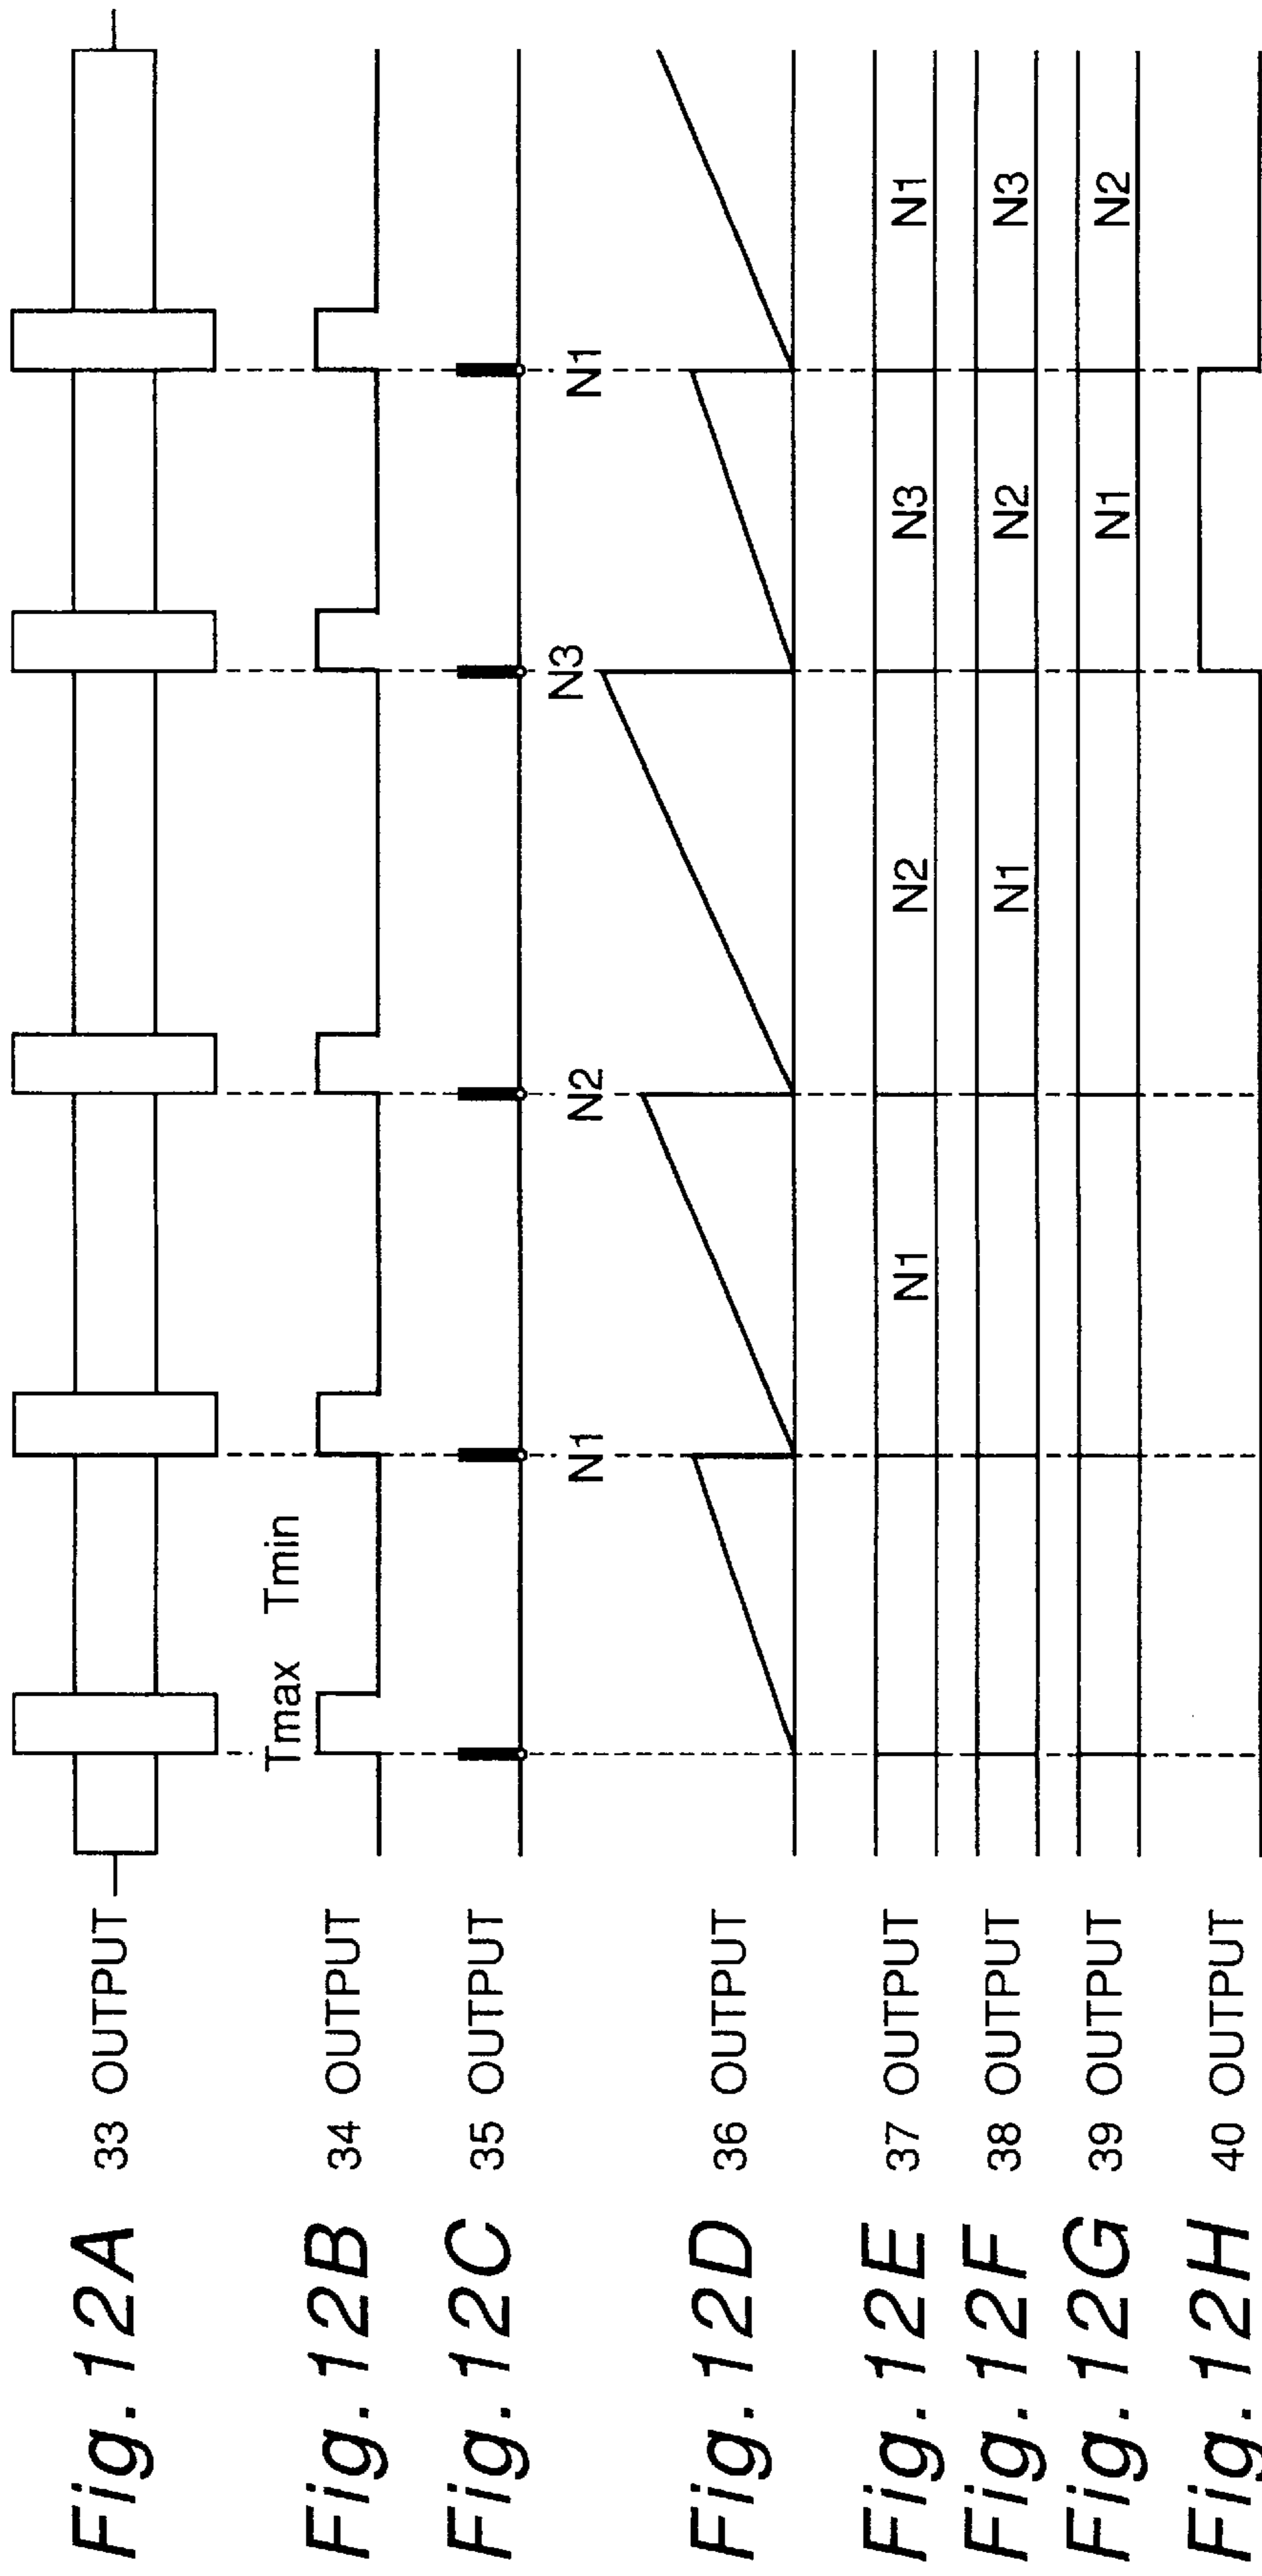 Fig.12A 33 OUTPUT
Tmax Tmin
Fig.12B 34 OUTPUT
Fig.12C 35 OUTPUT
N1 N2 N3 N1
Fig.12D 36 OUTPUT
Fig.12E 37 OUTPUT N1 N2 N3 N1
Fig.12F 38 OUTPUT N1 N2 N3
Fig.12G 39 OUTPUT N1 N2
Fig.12H 40 OUTPUT